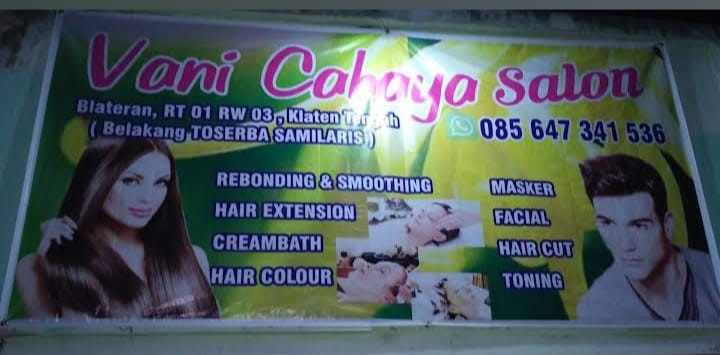 Vani Cahaya Salon
Blateran, RT 01 RW 03 , Klaten Tengah
( Belakang TOSERBA SAMILARIS )
085 647 341 536
REBONDING & SMOOTHING
HAIR EXTENSION
CREAMBATH
HAIR COLOUR
MASKER
FACIAL
HAIR CUT
TONING